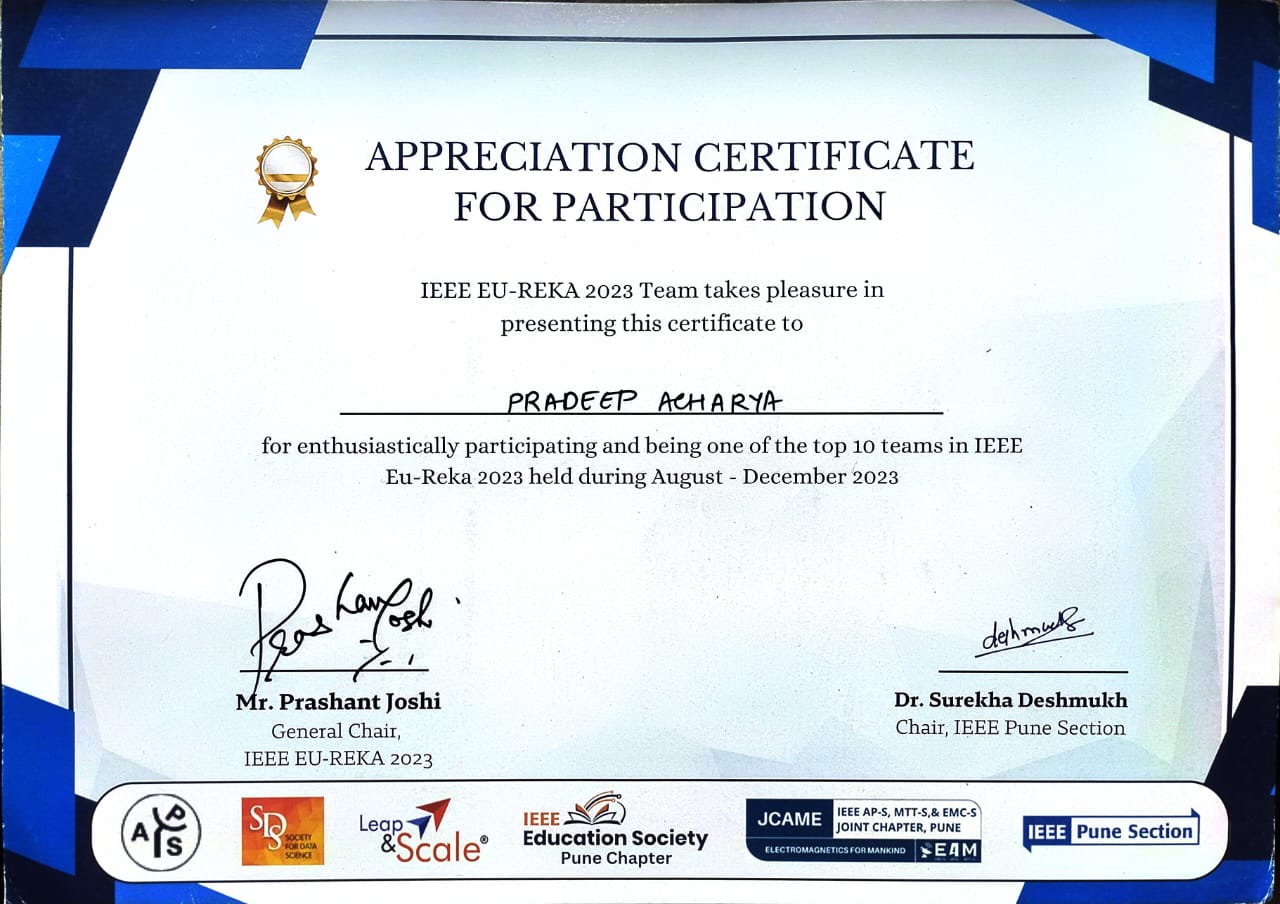 APPRECIATION CERTIFICATE
FOR PARTICIPATION
IEEE EU-REKA 2023 Team takes pleasure in
presenting this certificate to
PRADEEP ACHARYA
for enthusiastically participating and being one of the top 10 teams in IEEE
Eu-Reka 2023 held during August - December 2023
Prashant Joshi
deshmukh
Mr. Prashant Joshi
General Chair,
IEEE EU-REKA 2023
Dr. Surekha Deshmukh
Chair, IEEE Pune Section
A P S
SDS
SOCIETY
FOR DATA
SCIENCE
Leap
&Scale®
IEEE
Education Society
Pune Chapter
JCAME
IEEE AP-S, MTT-S,& EMC-S
JOINT CHAPTER, PUNE
ELECTROMAGNETICS FOR MANKIND
E4M
IEEE Pune Section